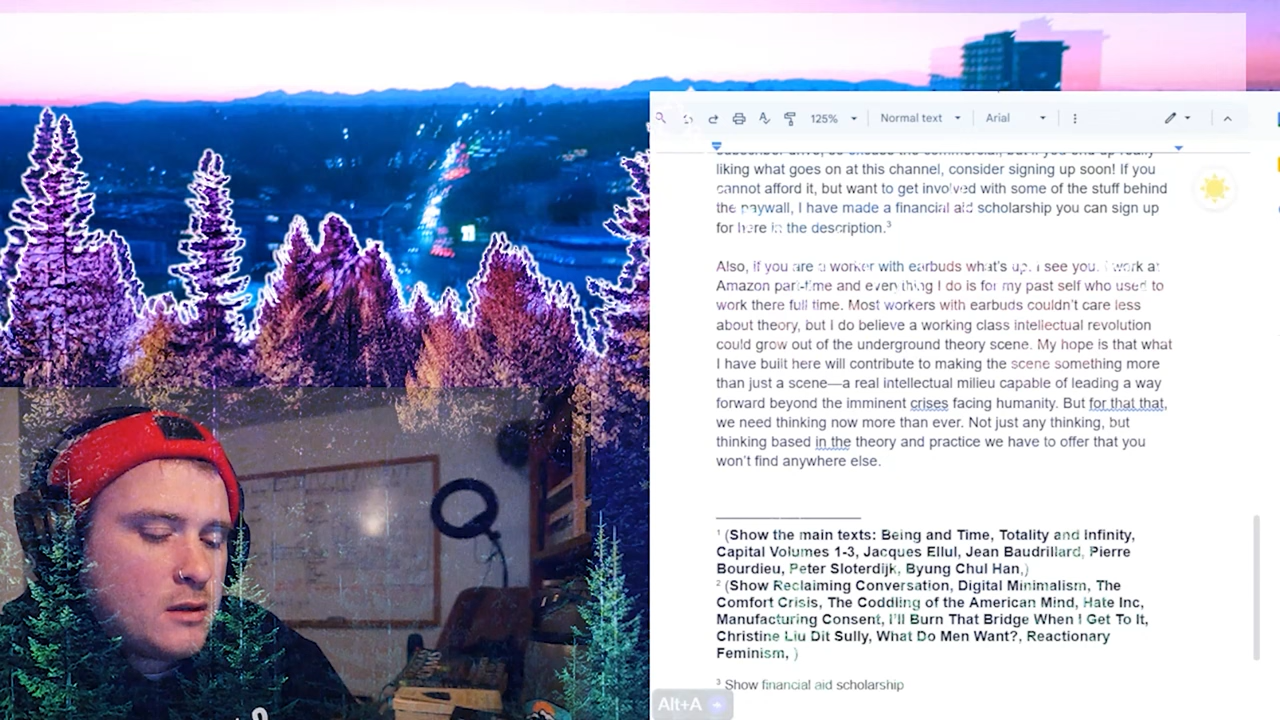 125%
Normal text
Arial
liking what goes on at this channel, consider signing up soon! If you
cannot afford it, but want to get involved with some of the stuff behind
the paywall, I have made a financial aid scholarship you can sign up
for here in the description.³
Also, if you are a worker with earbuds what's up. I see you. I work at
Amazon part-time and everything I do is for my past self who used to
work there full time. Most workers with earbuds couldn't care less
about theory, but I do believe a working class intellectual revolution
could grow out of the underground theory scene. My hope is that what
I have built here will contribute to making the scene something more
than just a scene—a real intellectual milieu capable of leading a way
forward beyond the imminent crises facing humanity. But for that that,
we need thinking now more than ever. Not just any thinking, but
thinking based in the theory and practice we have to offer that you
won't find anywhere else.
¹ (Show the main texts: Being and Time, Totality and Infinity,
Capital Volumes 1-3, Jacques Ellul, Jean Baudrillard, Pierre
Bourdieu, Peter Sloterdijk, Byung Chul Han,)
² (Show Reclaiming Conversation, Digital Minimalism, The
Comfort Crisis, The Coddling of the American Mind, Hate Inc,
Manufacturing Consent, I'll Burn That Bridge When I Get To It,
Christine Liu Dit Sully, What Do Men Want?, Reactionary
Feminism, )
³ Show financial aid scholarship
Alt+A